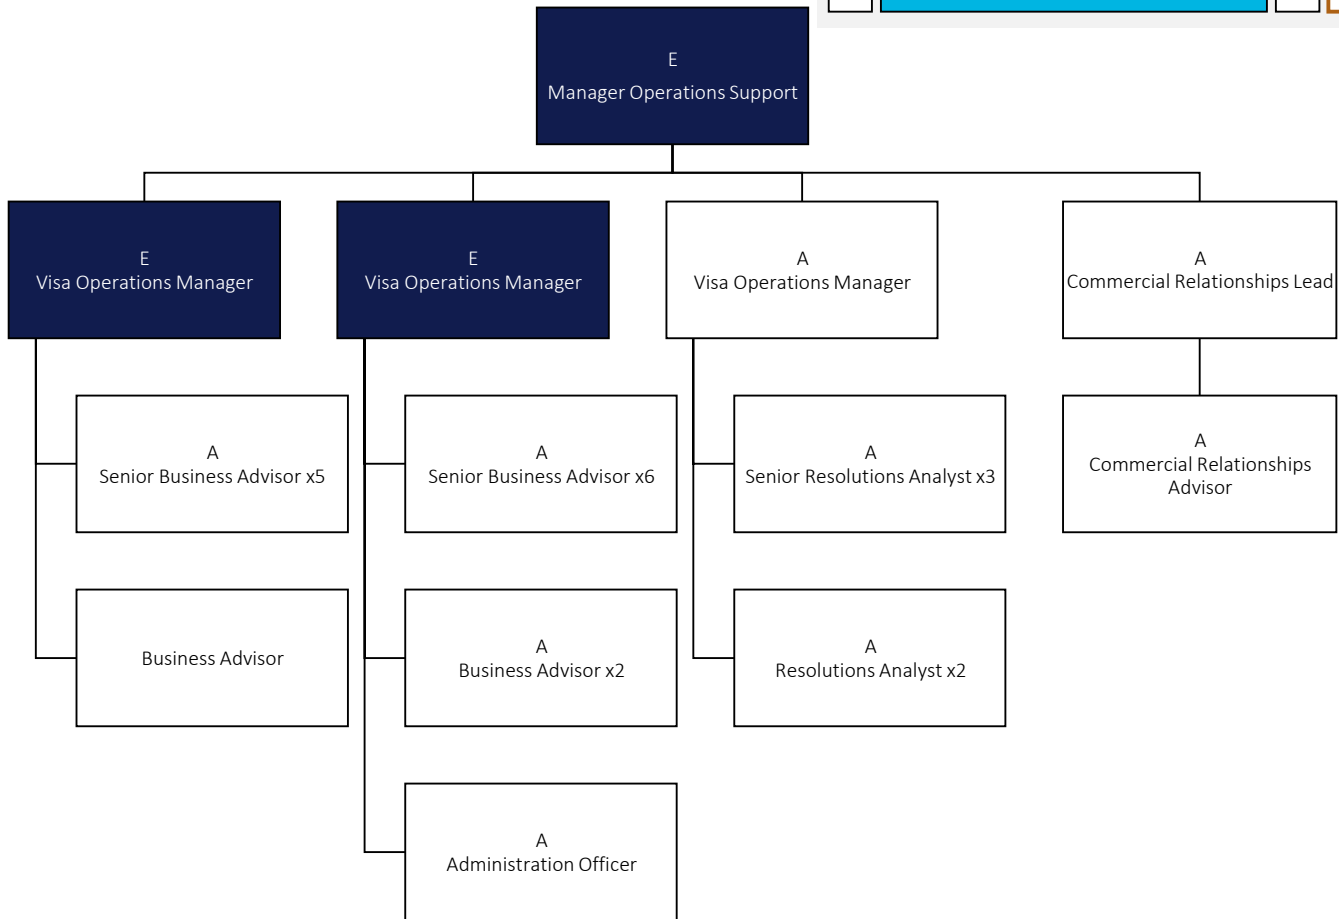 E
Manager Operations Support
E
Visa Operations Manager
E
Visa Operations Manager
A
Visa Operations Manager
A
Commercial Relationships Lead
A
Senior Business Advisor x5
A
Senior Business Advisor x6
A
Senior Resolutions Analyst x3
A
Commercial Relationships
Advisor
Business Advisor
A
Business Advisor x2
A
Resolutions Analyst x2
A
Administration Officer